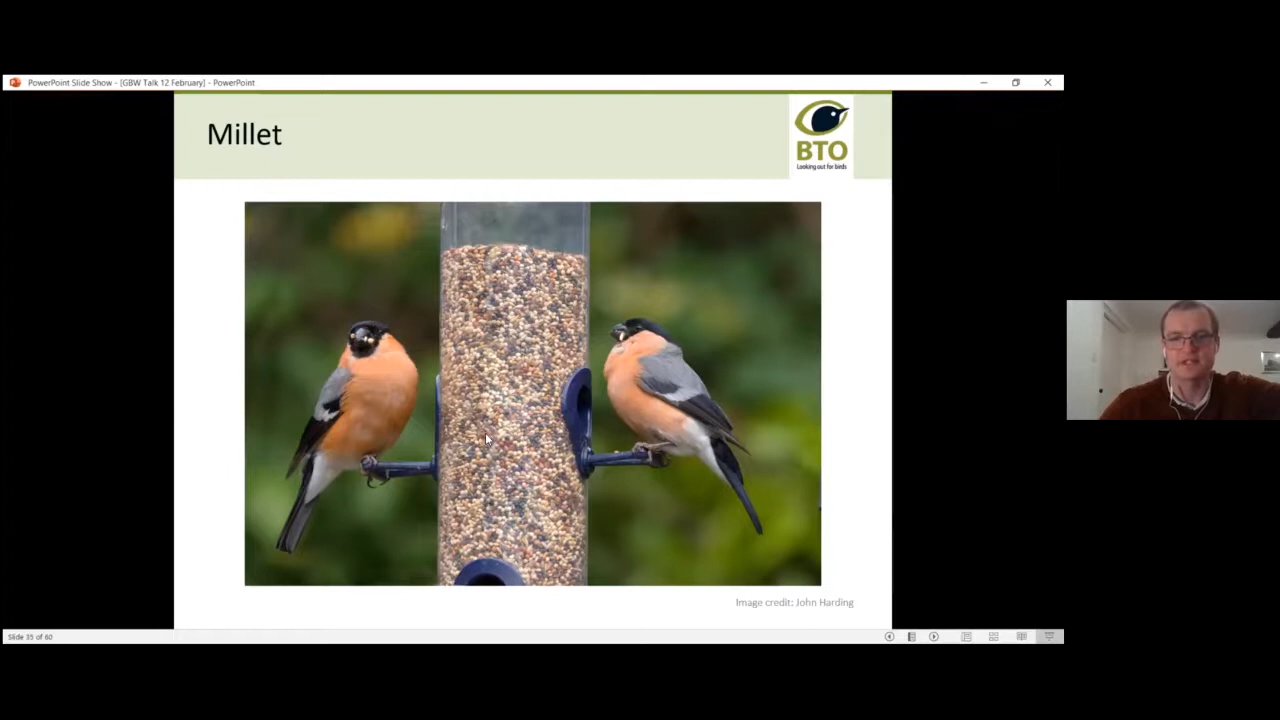 PowerPoint Slide Show - [GBW Talk 12 February] - PowerPoint
Millet
BTO
Looking out for birds
Image credit: John Harding
Slide 35 of 60